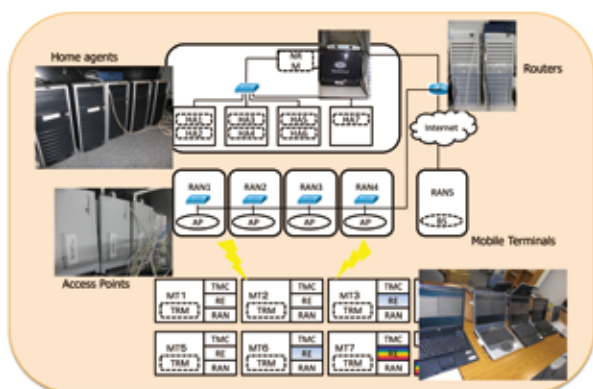 Home agents
NR
M
Routers
HA1
HA2
HA3
HA5
HA6
HA7
Internet
RAN1
RAN2
RAN3
RAN4
RAN5
AP
AP
AP
AP
BS
Mobile Terminals
Access Points
MT1
TRM
TMC
RE
RAN
MT2
TRM
TMC
RE
RAN
MT3
TRM
TMC
RE
RAN
MT5
TRM
TMC
RE
RAN
MT6
TRM
TMC
RE
RAN
MT7
TRM
TMC
RE
RAN